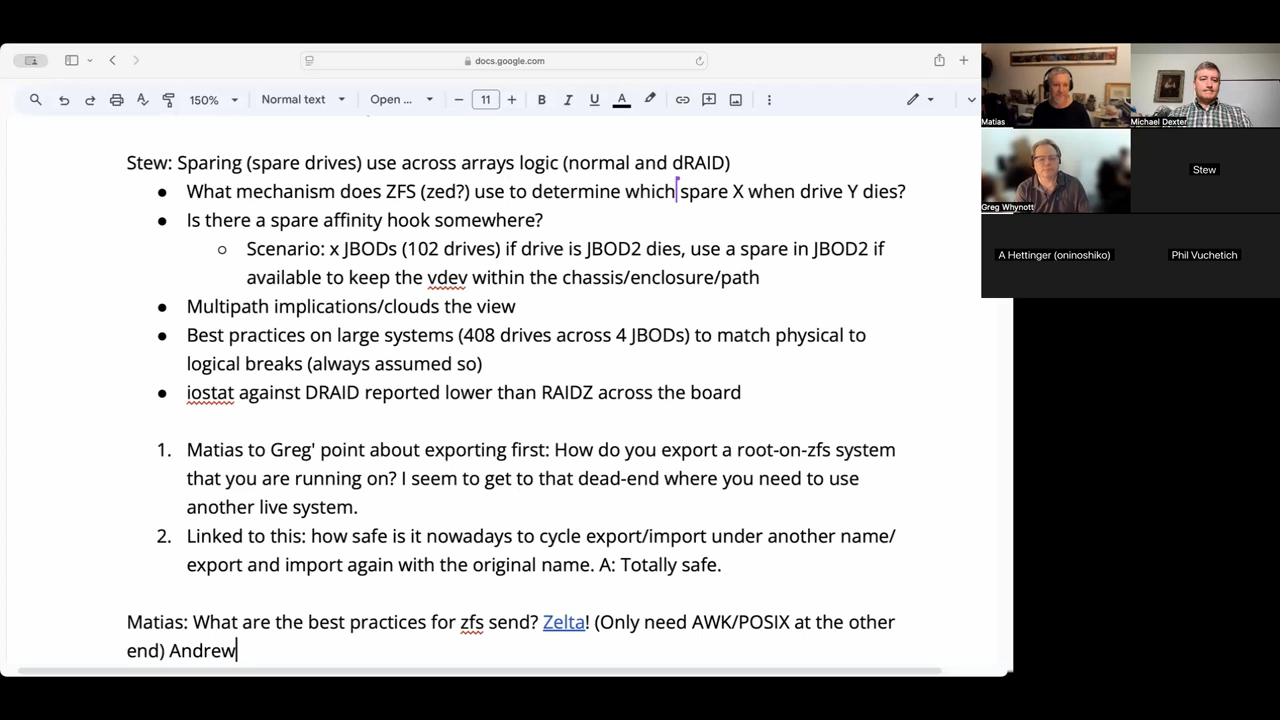 docs.google.com
150%
Normal text
Open ...
11
B
I
U
A
Stew: Sparing (spare drives) use across arrays logic (normal and dRAID)
● What mechanism does ZFS (zed?) use to determine which spare X when drive Y dies?
● Is there a spare affinity hook somewhere?
○ Scenario: x JBODs (102 drives) if drive is JBOD2 dies, use a spare in JBOD2 if
available to keep the vdev within the chassis/enclosure/path
● Multipath implications/clouds the view
● Best practices on large systems (408 drives across 4 JBODs) to match physical to
logical breaks (always assumed so)
● iostat against DRAID reported lower than RAIDZ across the board
1. Matias to Greg' point about exporting first: How do you export a root-on-zfs system
that you are running on? I seem to get to that dead-end where you need to use
another live system.
2. Linked to this: how safe is it nowadays to cycle export/import under another name/
export and import again with the original name. A: Totally safe.
Matias: What are the best practices for zfs send? Zelta! (Only need AWK/POSIX at the other
end) Andrew
Matias
Michael Dexter
Greg Whynott
Stew
A Hettinger (oninoshiko)
Phil Vuchetich